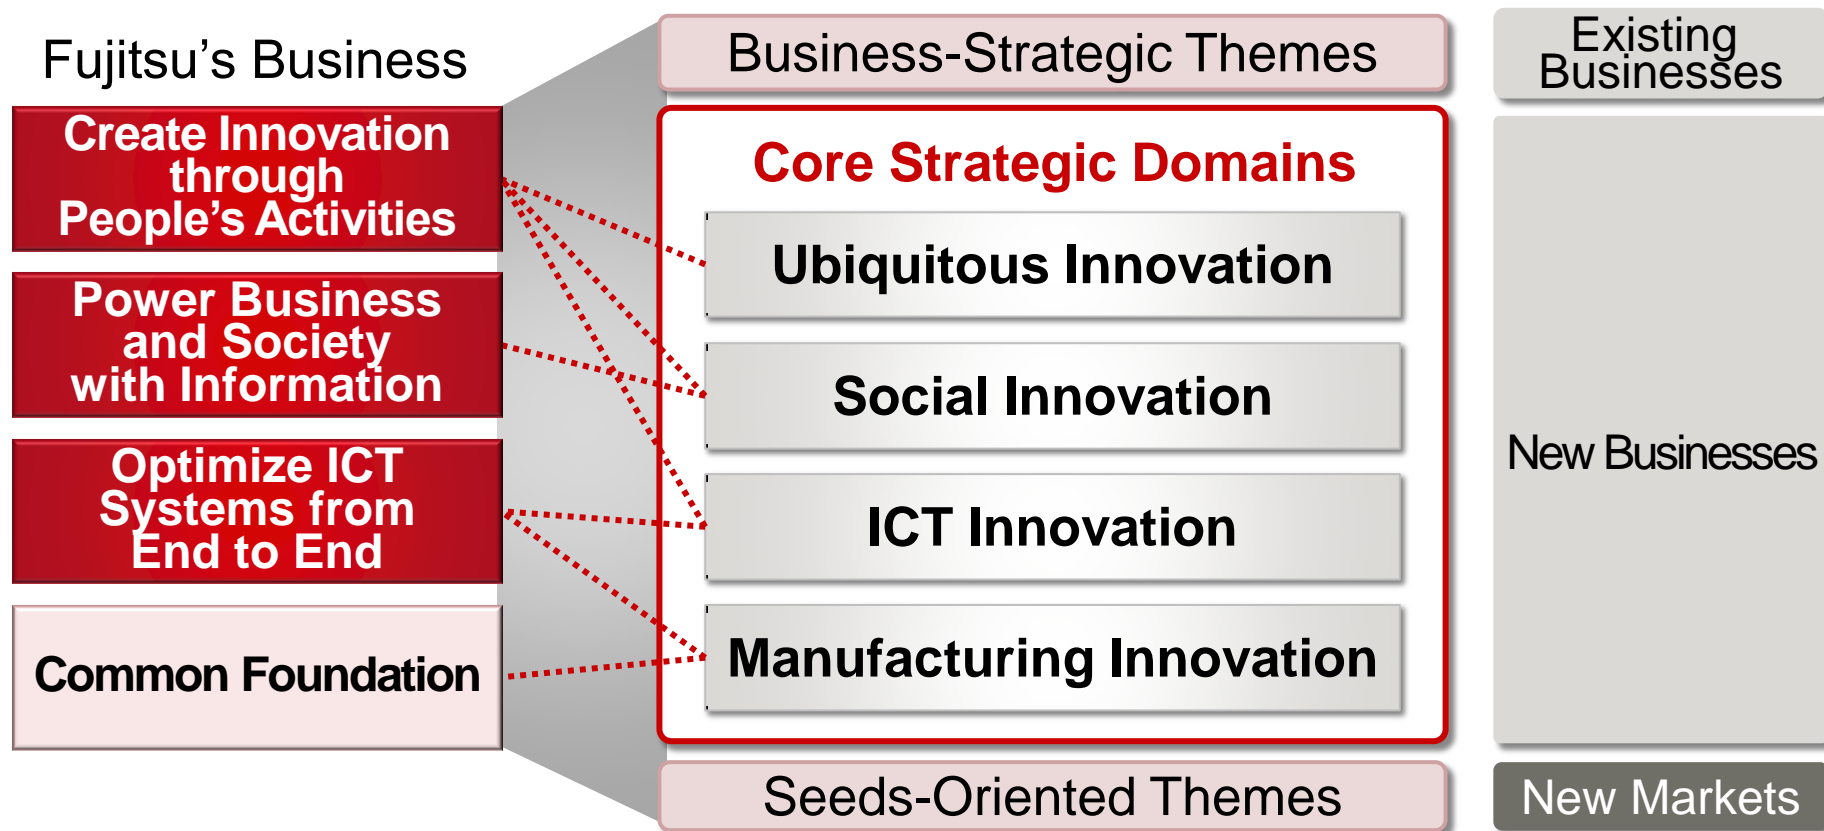 Fujitsu’s Business
Create Innovation
through
People’s Activities
Power Business
and Society
with Information
Optimize ICT
Systems from
End to End
Common Foundation
Business-Strategic Themes
Core Strategic Domains
Ubiquitous Innovation
Social Innovation
ICT Innovation
Manufacturing Innovation
Seeds-Oriented Themes
Existing
Businesses
New Businesses
New Markets